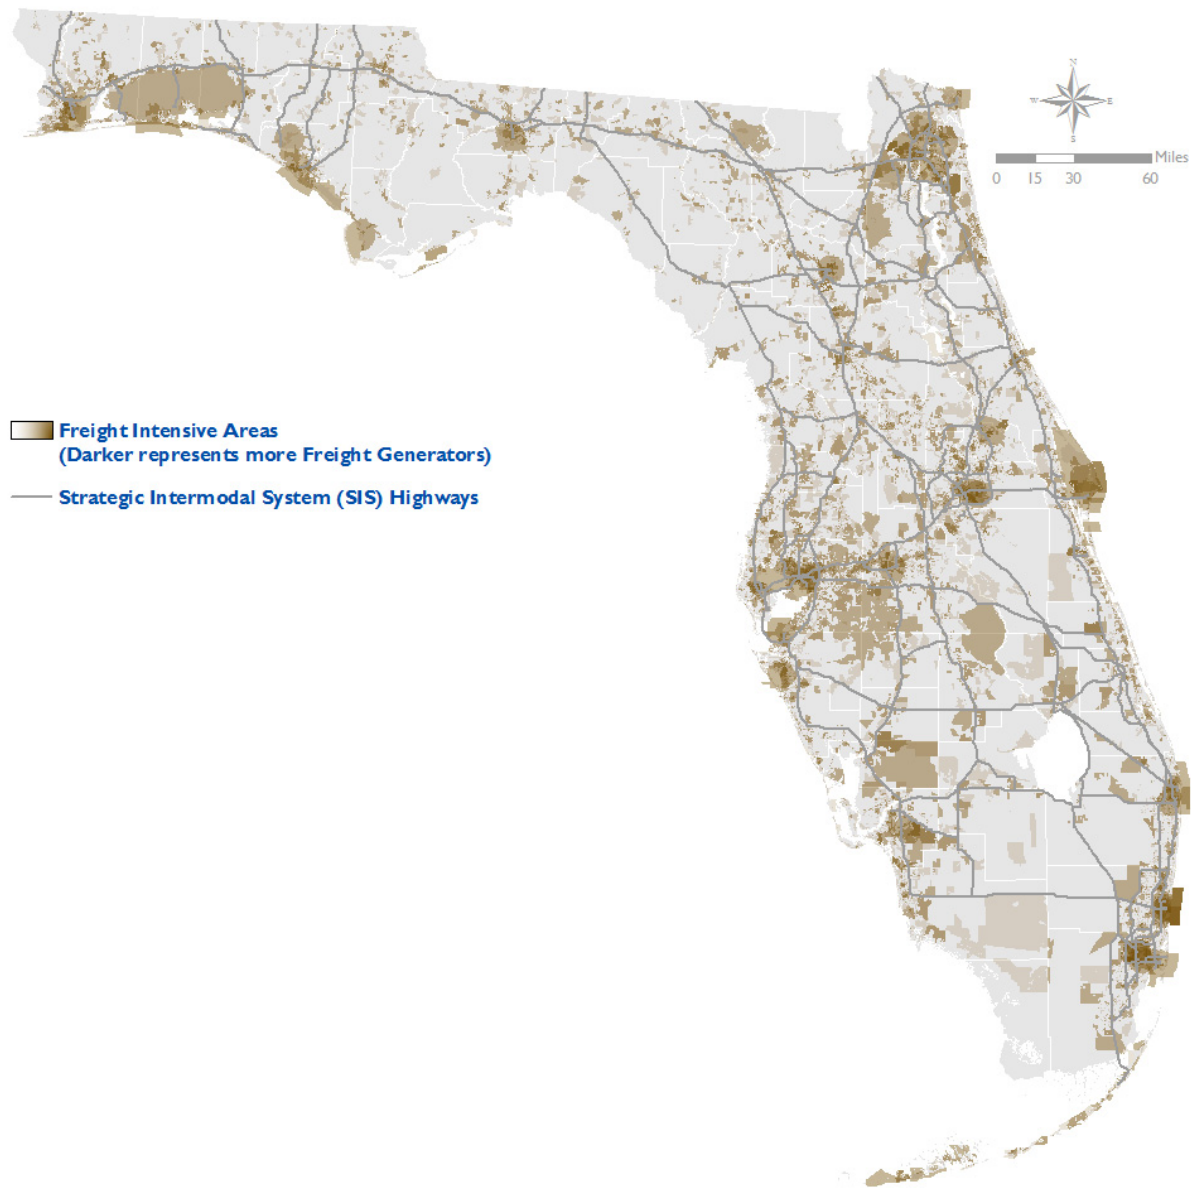 N
W E
S
Miles
0 15 30 60
Freight Intensive Areas
(Darker represents more Freight Generators)
Strategic Intermodal System (SIS) Highways